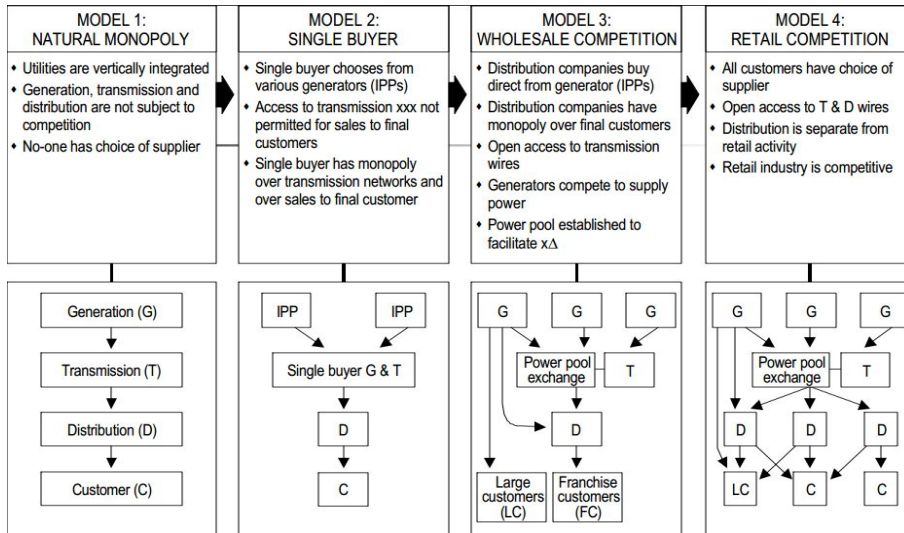 MODEL 1:
NATURAL MONOPOLY
♦ Utilities are vertically integrated
♦ Generation, transmission and
distribution are not subject to
competition
♦ No-one has choice of supplier
MODEL 2:
SINGLE BUYER
♦ Single buyer chooses from
various generators (IPPs)
♦ Access to transmission xxx not
permitted for sales to final
customers
♦ Single buyer has monopoly
over transmission networks and
over sales to final customer
MODEL 3:
WHOLESALE COMPETITION
♦ Distribution companies buy
direct from generator (IPPs)
♦ Distribution companies have
monopoly over final customers
♦ Open access to transmission
wires
♦ Generators compete to supply
power
♦ Power pool established to
facilitate xΔ
MODEL 4:
RETAIL COMPETITION
♦ All customers have choice of
supplier
♦ Open access to T & D wires
♦ Distribution is separate from
retail activity
♦ Retail industry is competitive
Generation (G)
Transmission (T)
Distribution (D)
Customer (C)
IPP
IPP
Single buyer G & T
D
C
G
G
G
Power pool
exchange
T
D
Large
customers
(LC)
Franchise
customers
(FC)
G
G
G
Power pool
exchange
T
D
D
D
LC
C
C